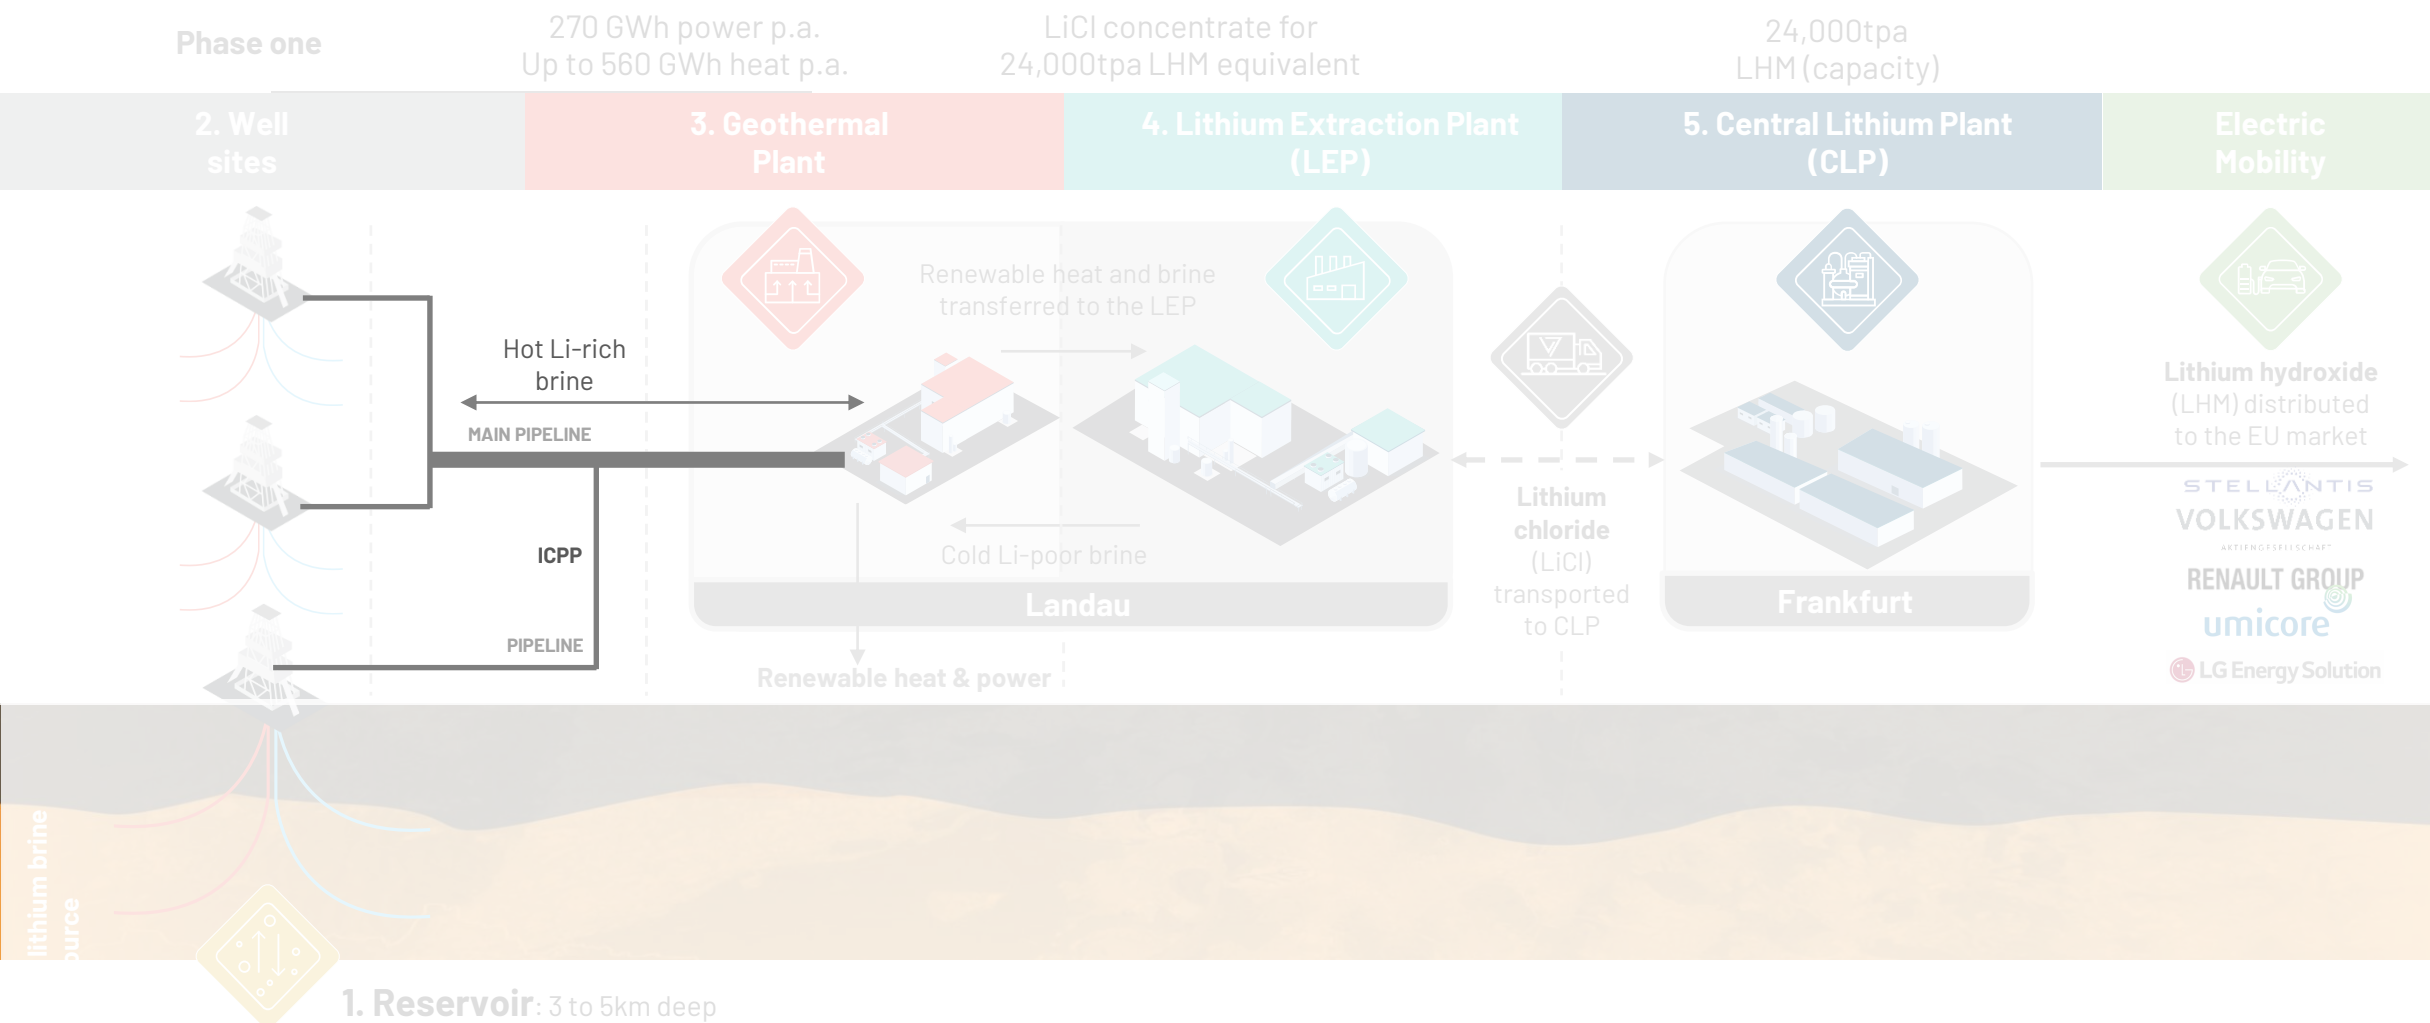 Phase one
270 GWh power p.a.
Up to 560 GWh heat p.a.
LiCl concentrate for
24,000tpa LHM equivalent
24,000tpa
LHM (capacity)
2. Well
sites
3. Geothermal
Plant
4. Lithium Extraction Plant
(LEP)
5. Central Lithium Plant
(CLP)
Electric
Mobility
Renewable heat and brine
transferred to the LEP
Hot Li-rich
brine
MAIN PIPELINE
ICPP
PIPELINE
Cold Li-poor brine
Landau
Renewable heat & power
Lithium
chloride
(LiCl)
transported
to CLP
Frankfurt
Lithium hydroxide
(LHM) distributed
to the EU market
STELLANTIS
VOLKSWAGEN
AKTIENGESELLSCHAFT
RENAULT GROUP
umicore
LG Energy Solution
lithium brine
ource
1. Reservoir: 3 to 5km deep